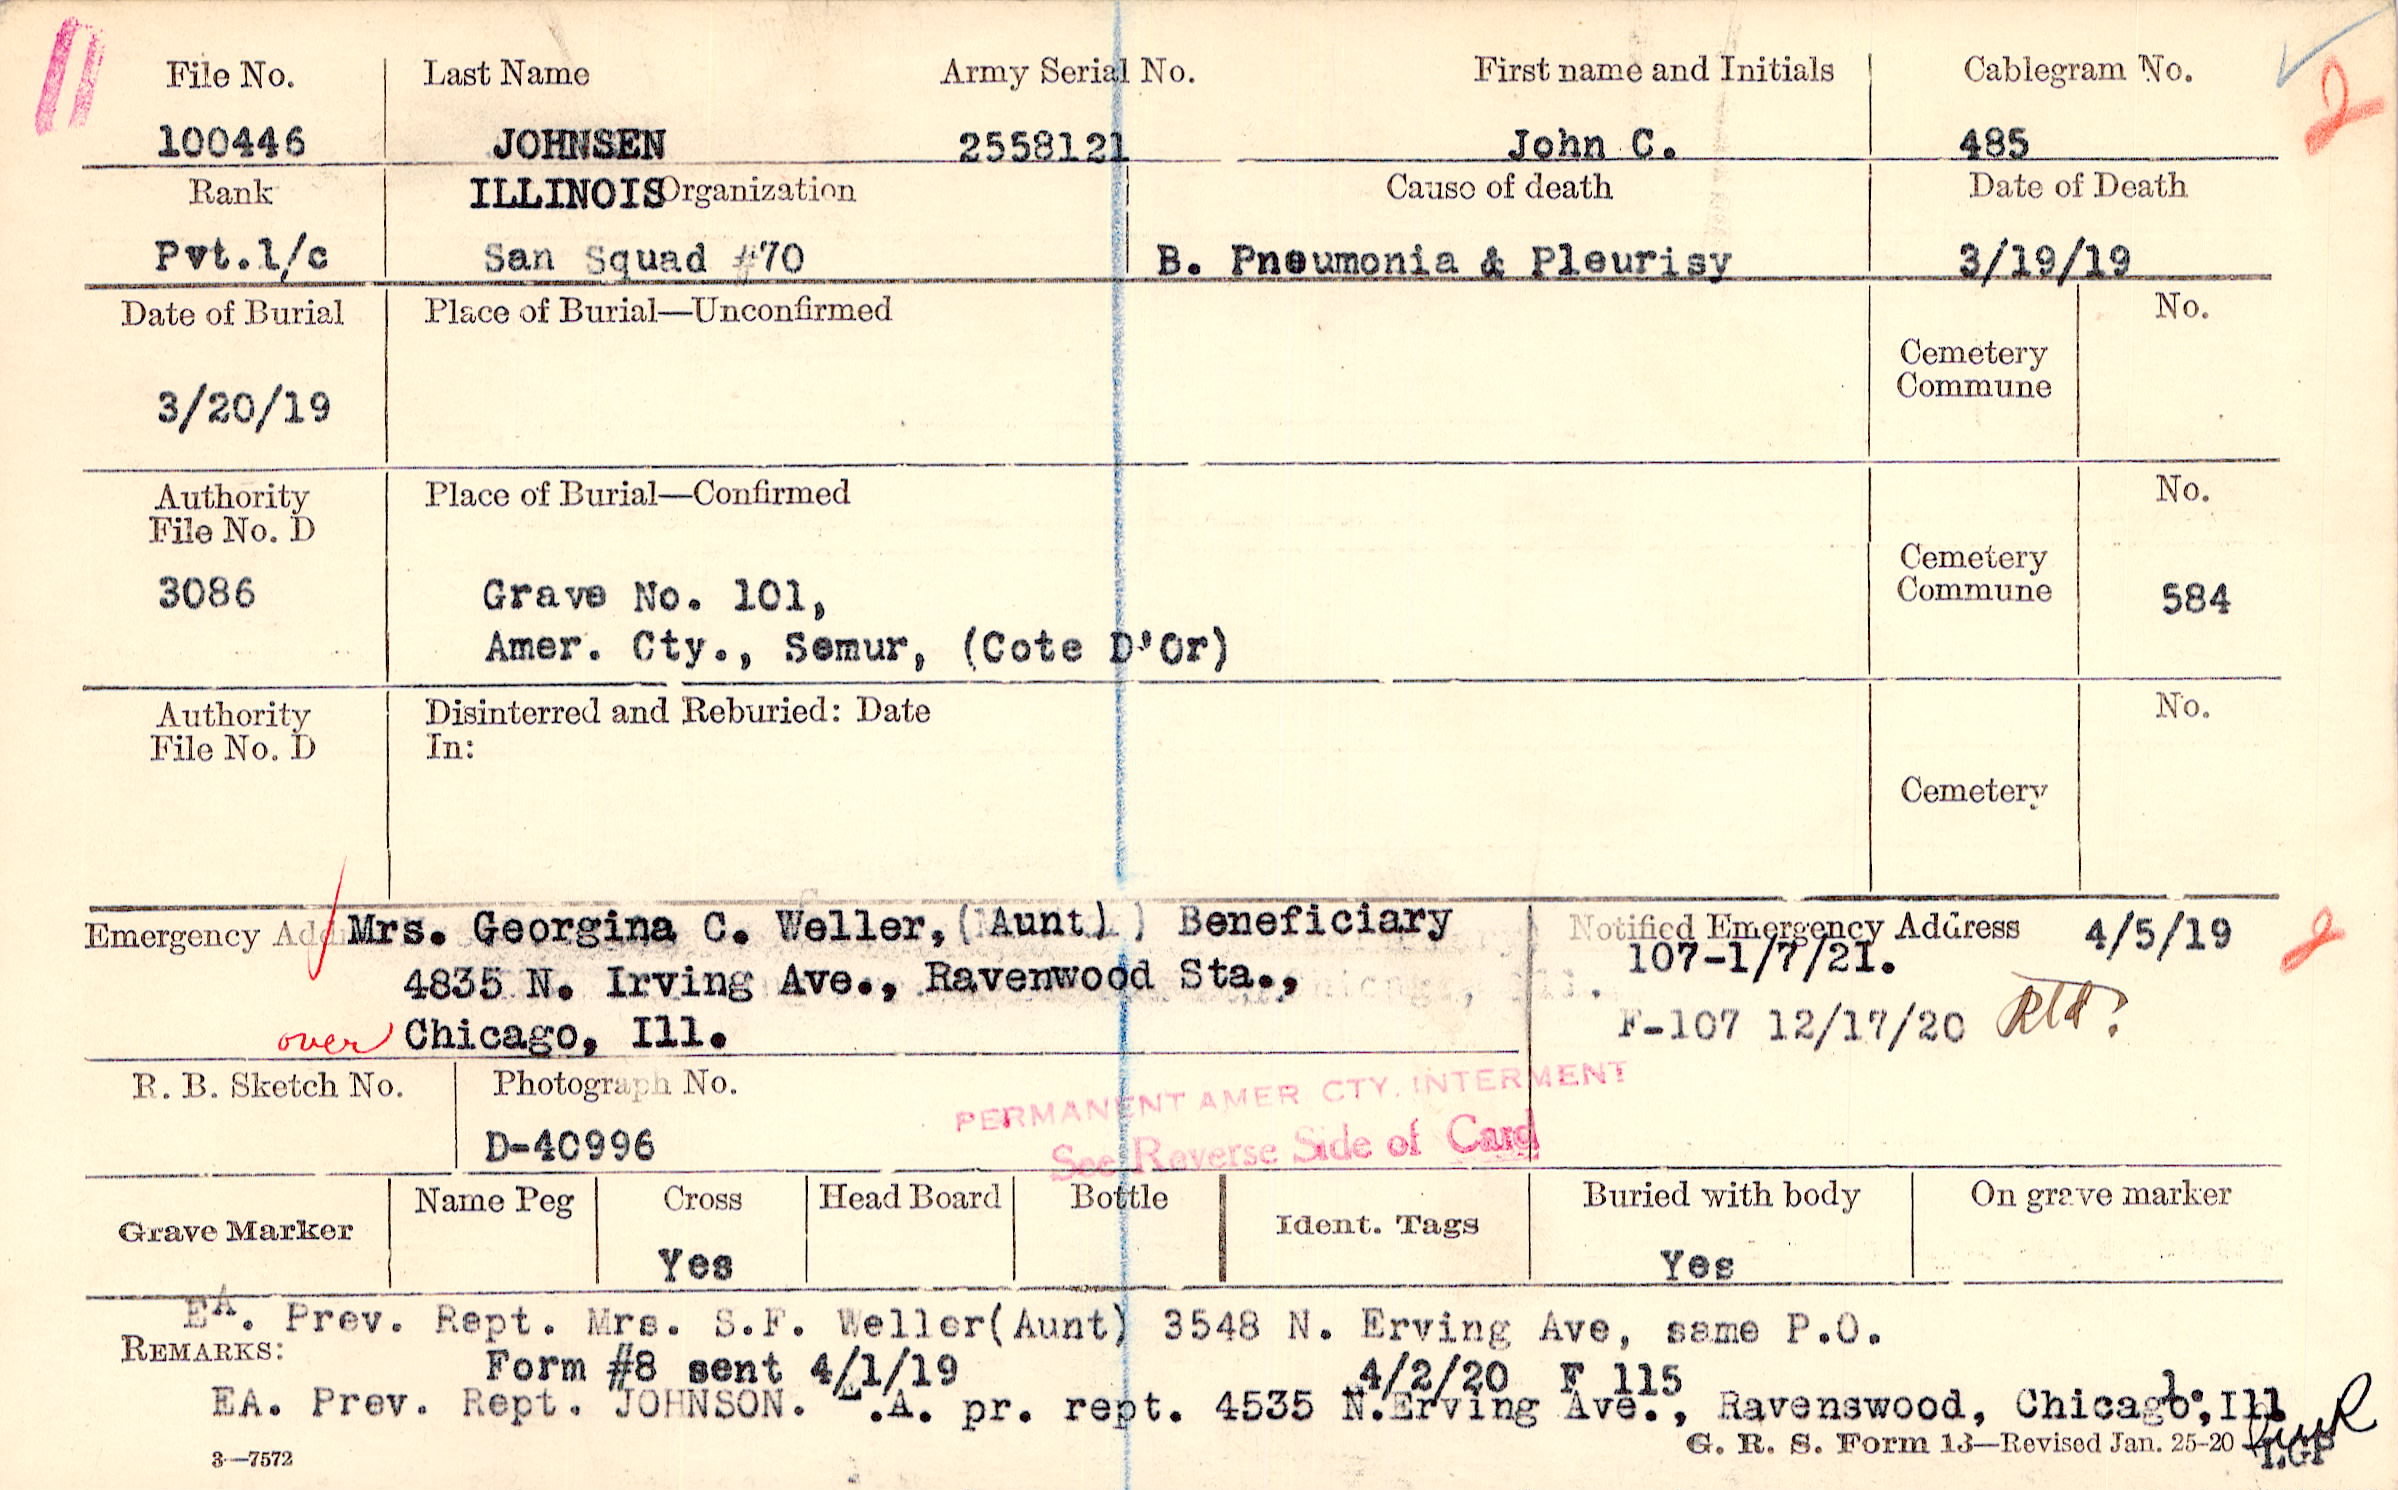 File No. Last Name Army Serial No. First name and Initials Cablegram No.
2
100446 JOHNSEN 2558121 John C. 485
Rank ILLINOIS Organization Cause of death Date of Death
Pvt.1/c San Squad #70 B. Pneumonia & Pleurisy 3/19/19
Date of Burial Place of Burial—Unconfirmed No.
Cemetery
Commune
3/20/19
Authority Place of Burial—Confirmed No.
File No. D
Cemetery
3086 Grave No. 101, Commune 584
Amer. Cty., Semur, (Cote D'Or)
Authority Disinterred and Reburied: Date No.
File No. D In:
Cemetery
Emergency Mrs. Georgina C. Weller, (Aunt) Beneficiary Notified Emergency Address 4/5/19 2
4835 N. Irving Ave., Ravenwood Sta., 107-1/7/21.
over Chicago, Ill. F-107 12/17/20 Rtd?
R. B. Sketch No. Photograph No.
PERMANENT AMER CTY. INTERMENT
D-40996 See Reverse Side of Card
Grave Marker Name Peg Cross Head Board Bottle Ident. Tags Buried with body On grave marker
Yes Yes
EA. Prev. Rept. Mrs. S.F. Weller(Aunt) 3548 N. Erving Ave, same P.O.
REMARKS:
Form #8 sent 4/1/19 4/2/20 F 115
EA. Prev. Rept. JOHNSON. .A. pr. rept. 4535 N.Erving Ave., Ravenswood, Chicago, Ill
3—7572 G. R. S. Form 13—Revised Jan. 25-20